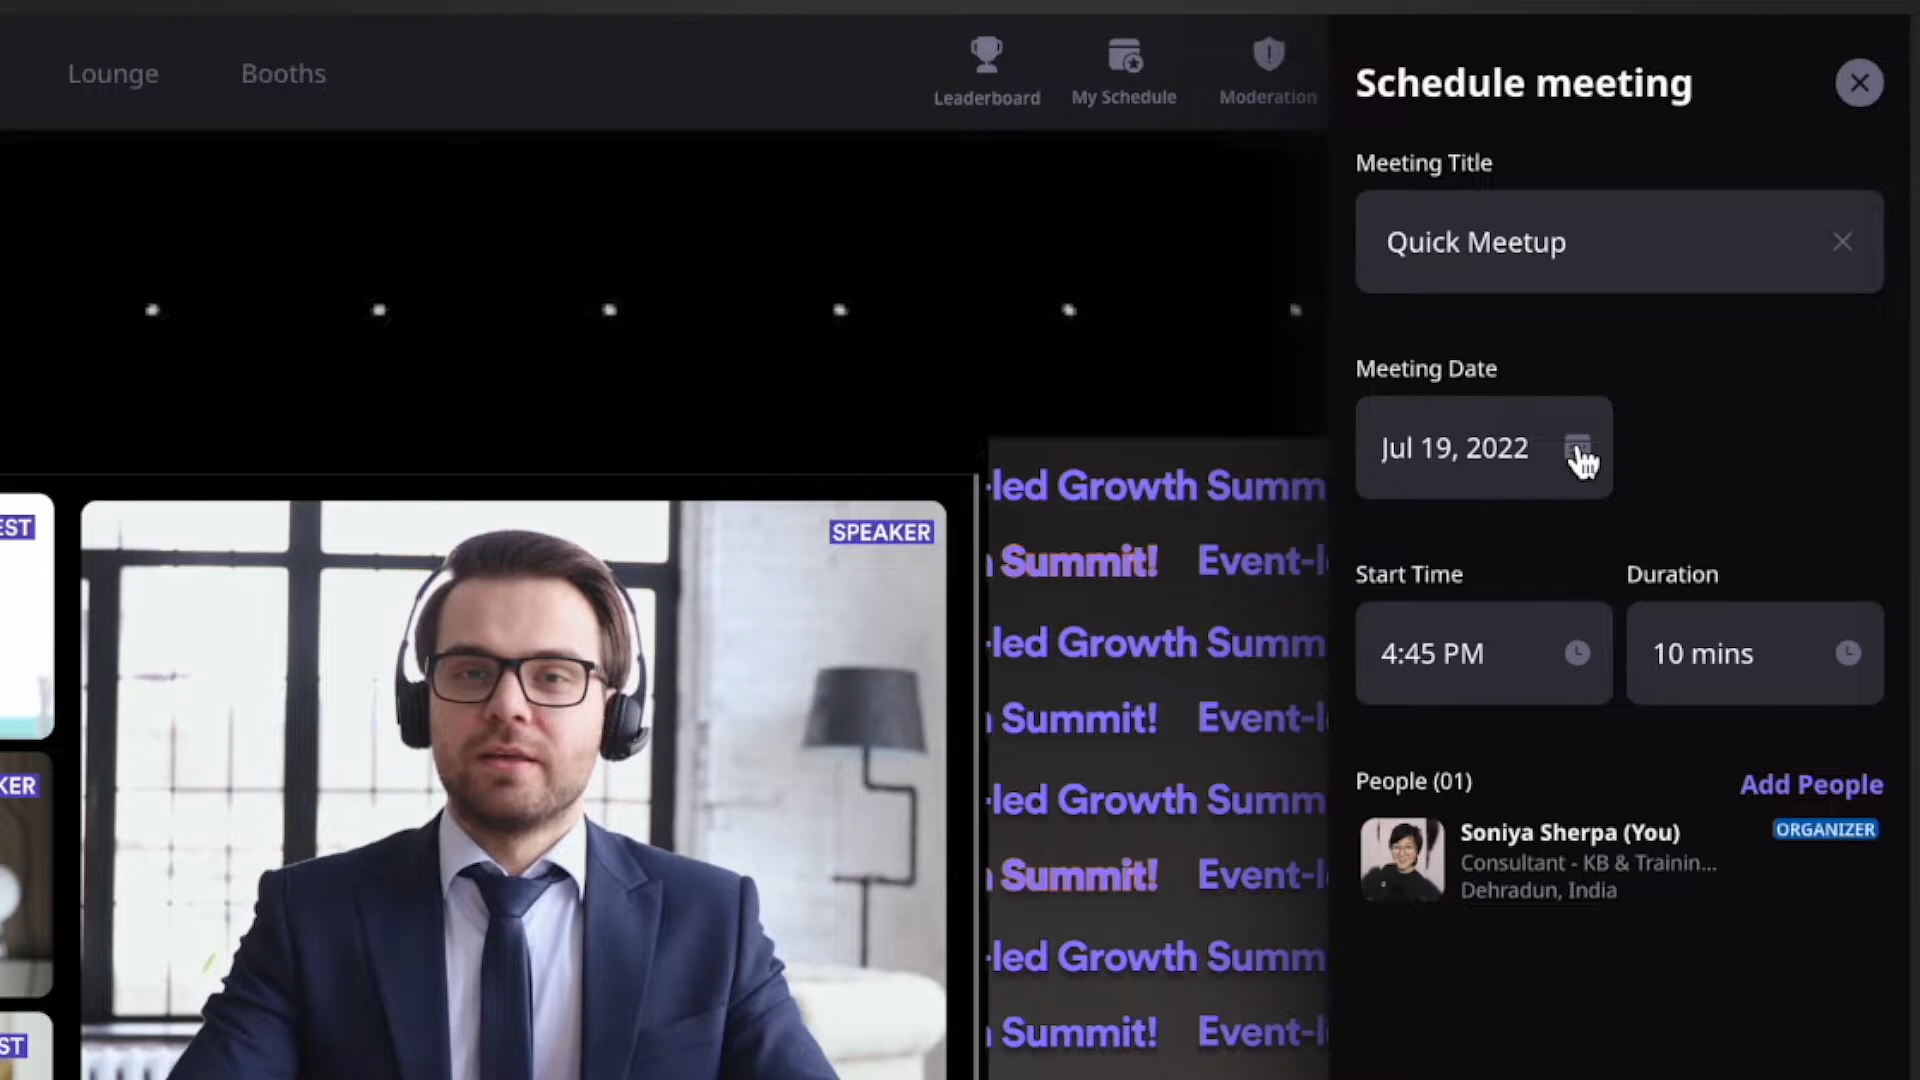 Lounge
Booths
Leaderboard
My Schedule
Moderation
Schedule meeting
Meeting Title
Quick Meetup
Meeting Date
Jul 19, 2022
Start Time
Duration
4:45 PM
10 mins
People (01)
Add People
Soniya Sherpa (You)
ORGANIZER
Consultant - KB & Trainin...
Dehradun, India
EST
SPEAKER
KER
ST
-led Growth Summ
Summit! Event-l
-led Growth Summ
Summit! Event-l
-led Growth Summ
Summit! Event-l
-led Growth Summ
Summit! Event-l